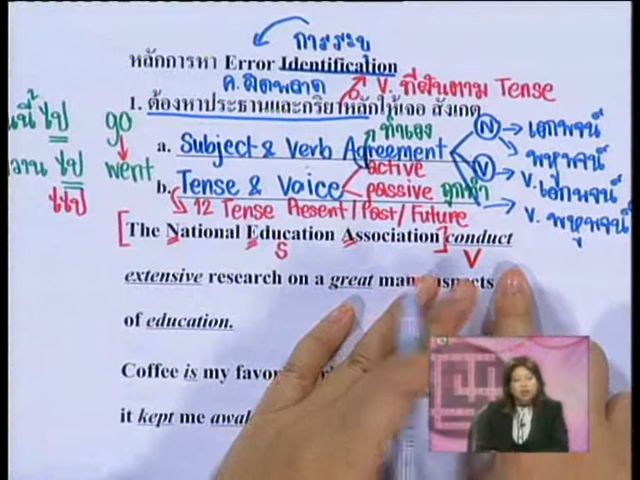 การระบุ
หลักการหา Error Identification
ค.ผิดพลาด v. ที่ผันตาม Tense
1. ต้องหาประธานและกริยาหลักให้เจอ สังเกต
ไป go ทำเอง N เอกพจน์
a. Subject & Verb Agreement พหูพจน์
วาน ไป went active V v. เอกพจน์
b. Tense & Voice passive ถูกทำ v. พหูพจน์
12 Tense Present/Past/Future
[The National Education Association] conduct
S V
extensive research on a great many aspects
of education.
Coffee is my
it kept me